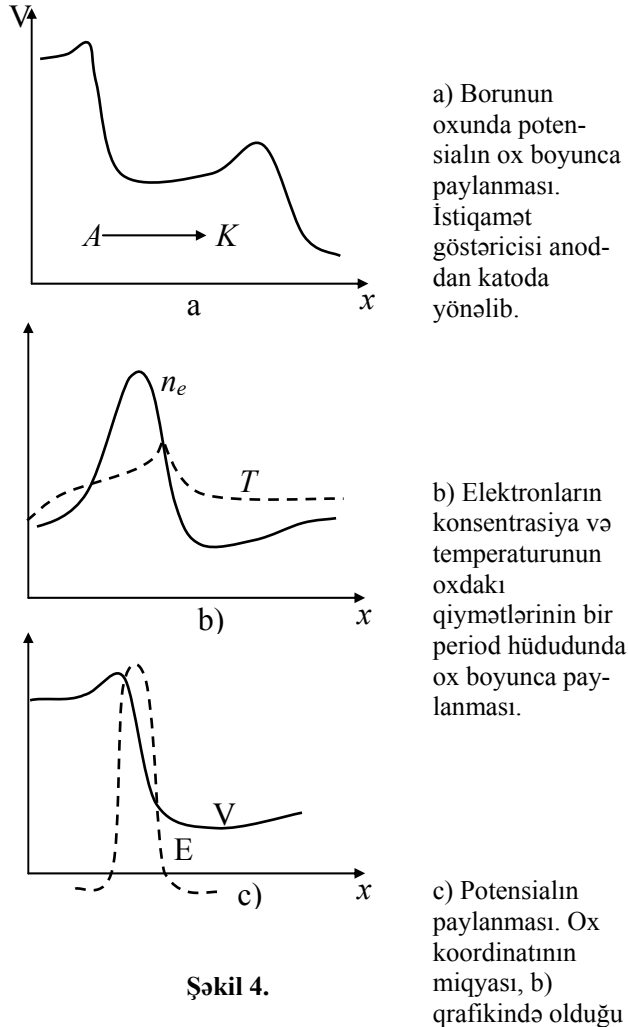 V
A K
a
x
a) Borunun
oxunda poten-
sialın ox boyunca
paylanması.
İstiqamət
göstəricisi anod-
dan katoda
yönəlib.
nₑ
T
b)
x
b) Elektronların
konsentrasiya və
temperaturunun
oxdakı
qiymətlərinin bir
period hüdudunda
ox boyunca pay-
lanması.
V
E
c)
x
c) Potensialın
paylanması. Ox
koordinatının
miqyası, b)
qrafikində olduğu
Şəkil 4.